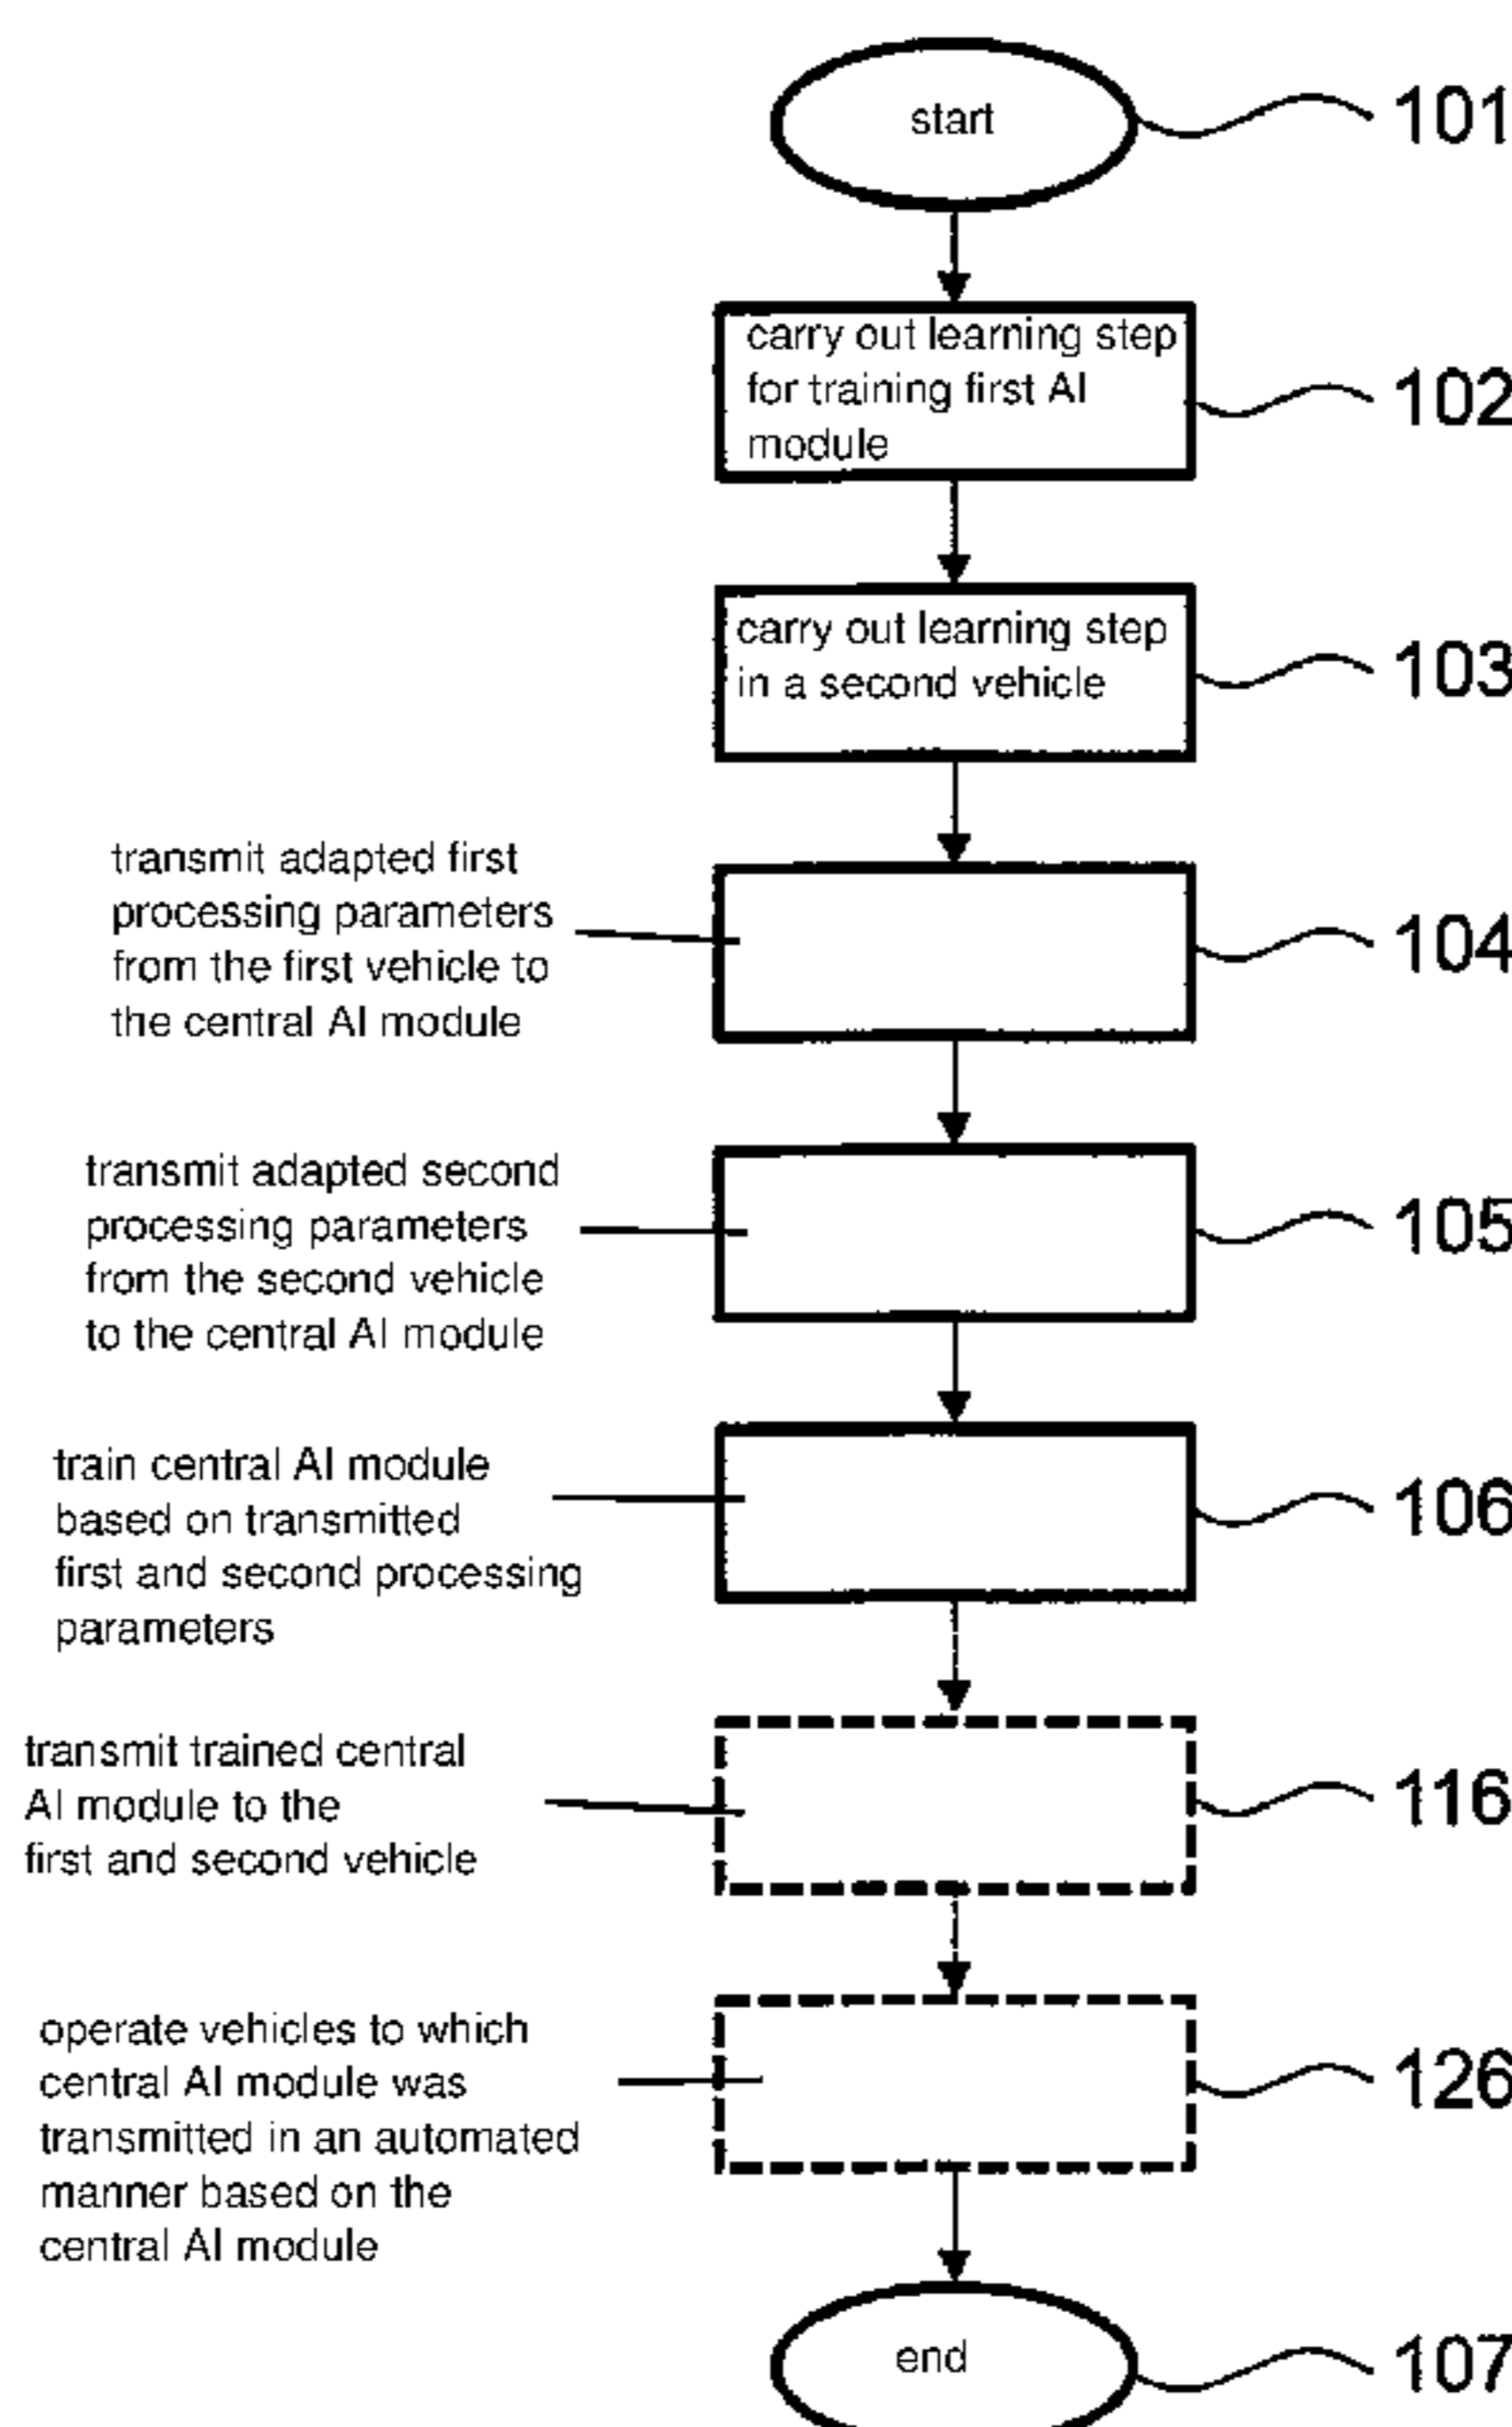 start
101
carry out learning step
for training first AI
module
102
carry out learning step
in a second vehicle
103
transmit adapted first
processing parameters
from the first vehicle to
the central AI module
104
transmit adapted second
processing parameters
from the second vehicle
to the central AI module
105
train central AI module
based on transmitted
first and second processing
parameters
106
transmit trained central
AI module to the
first and second vehicle
116
operate vehicles to which
central AI module was
transmitted in an automated
manner based on the
central AI module
126
end
107